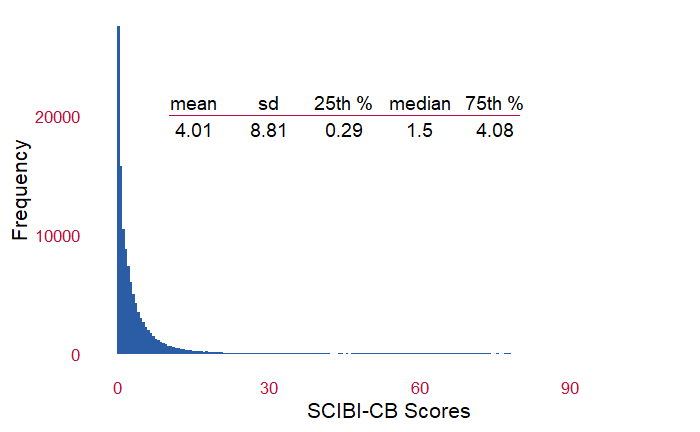 mean sd 25th % median 75th %
4.01 8.81 0.29 1.5 4.08
Frequency
20000
10000
0
0 30 60 90
SCIBI-CB Scores